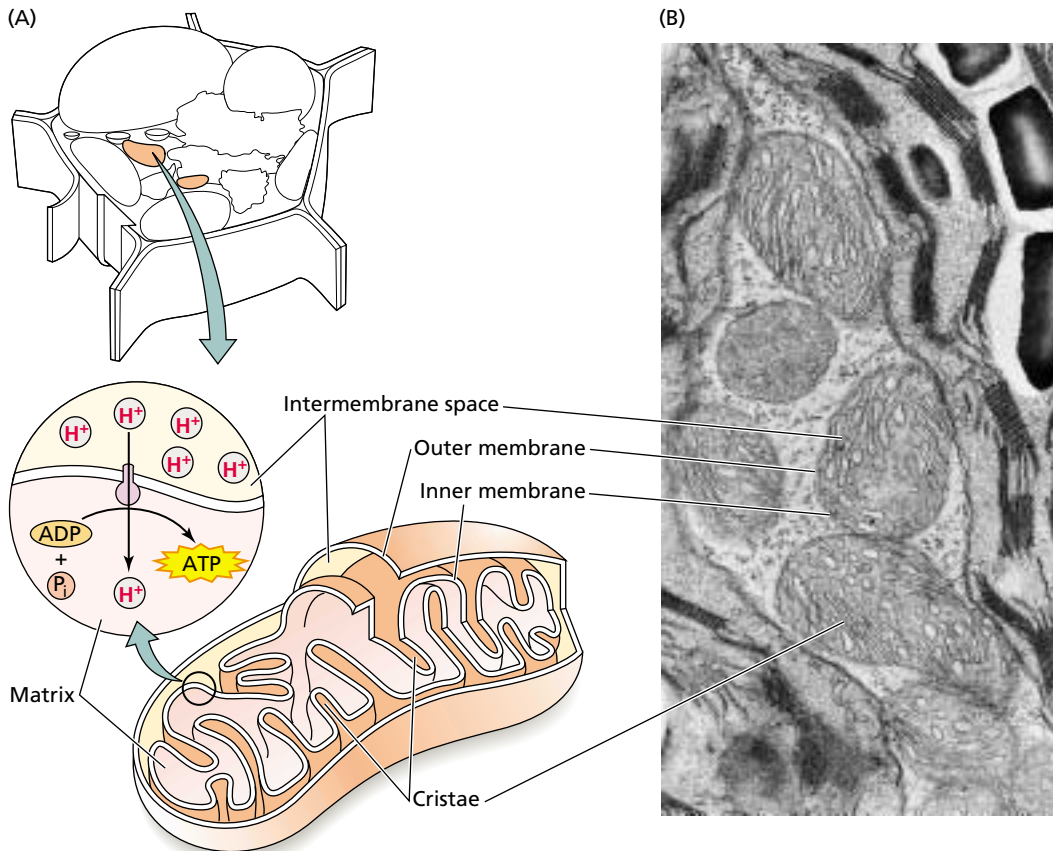 (A)
(B)
H⁺
H⁺
H⁺
H⁺
H⁺
Intermembrane space
Outer membrane
Inner membrane
ADP
+
Pᵢ
ATP
H⁺
Matrix
Cristae